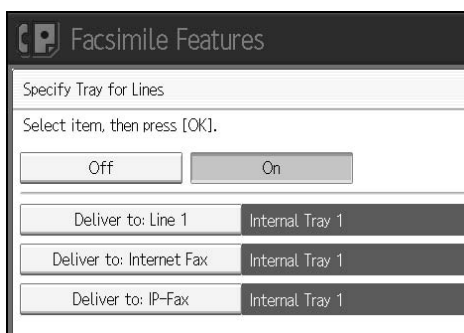 Facsimile Features
Specify Tray for Lines
Select item, then press [OK].
Off On
Deliver to: Line 1 Internal Tray 1
Deliver to: Internet Fax Internal Tray 1
Deliver to: IP-Fax Internal Tray 1